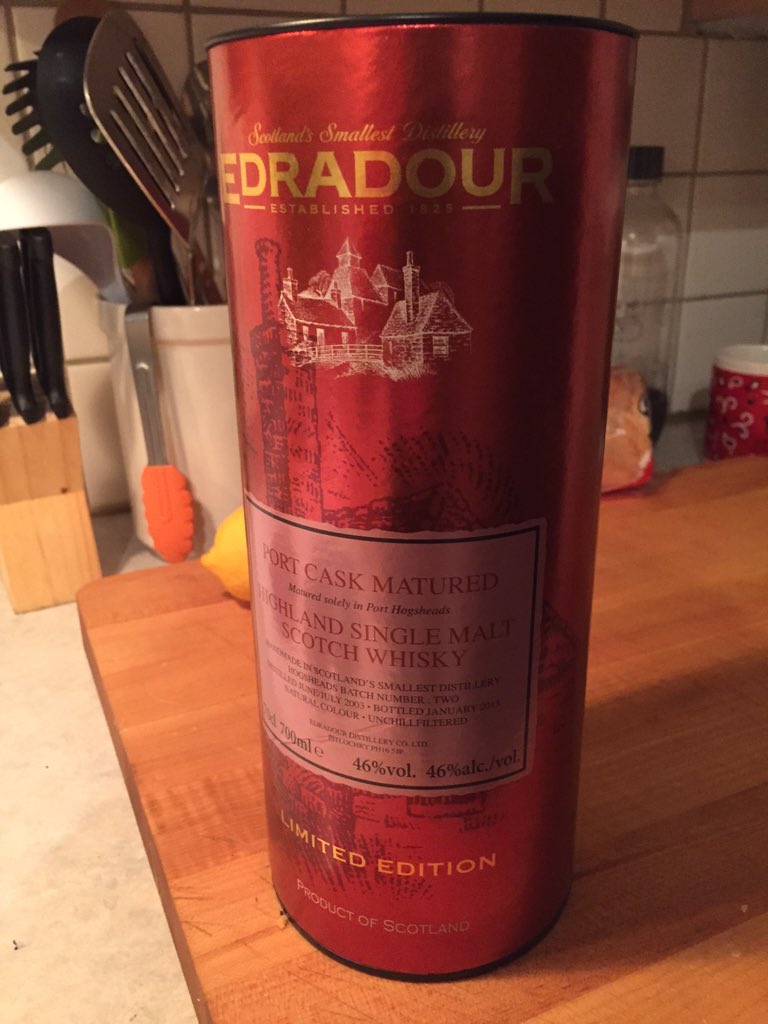 Scotland's Smallest Distillery
EDRADOUR
ESTABLISHED 1825
PORT CASK MATURED
Matured solely in Port Hogsheads
HIGHLAND SINGLE MALT
SCOTCH WHISKY
HANDMADE IN SCOTLAND'S SMALLEST DISTILLERY
HOGSHEADS BATCH NUMBER : TWO
DISTILLED JUNE/JULY 2003 • BOTTLED JANUARY
NATURAL COLOUR • UNCHILLFILTERED
EDRADOUR DISTILLERY CO. LTD.
PITLOCHRY PH16 5JP
700ml e
46%vol. 46%alc./vol.
LIMITED EDITION
PRODUCT OF SCOTLAND